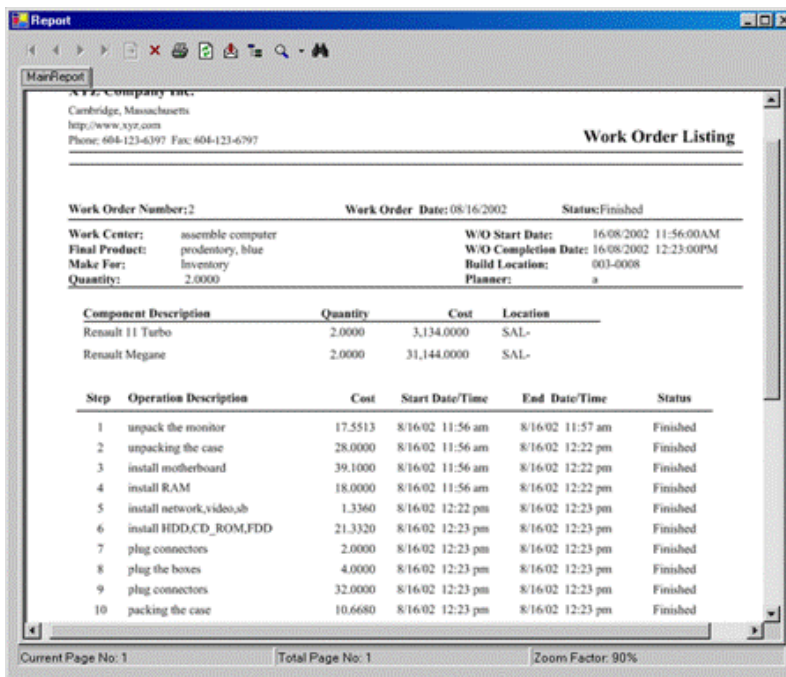 Report
MainReport
XYZ Company Inc.
Cambridge, Massachusetts
http://www.xyz.com
Phone: 604-123-6397 Fax: 604-123-6797
Work Order Listing
Work Order Number:2 Work Order Date: 08/16/2002 Status:Finished
Work Center: assemble computer W/O Start Date: 16/08/2002 11:56:00AM
Final Product: prodentory, blue W/O Completion Date: 16/08/2002 12:23:00PM
Make For: Inventory Build Location: 003-0008
Quantity: 2.0000 Planner: a
Component Description Quantity Cost Location
Renault 11 Turbo 2.0000 3,134.0000 SAL-
Renault Megane 2.0000 31,144.0000 SAL-
Step Operation Description Cost Start Date/Time End Date/Time Status
1 unpack the monitor 17.5513 8/16/02 11:56 am 8/16/02 11:57 am Finished
2 unpacking the case 28.0000 8/16/02 11:56 am 8/16/02 12:22 pm Finished
3 install motherboard 39.1000 8/16/02 11:56 am 8/16/02 12:22 pm Finished
4 install RAM 18.0000 8/16/02 11:56 am 8/16/02 12:22 pm Finished
5 install network,video,sb 1.3360 8/16/02 12:22 pm 8/16/02 12:23 pm Finished
6 install HDD,CD_ROM,FDD 21.3320 8/16/02 12:23 pm 8/16/02 12:23 pm Finished
7 plug connectors 2.0000 8/16/02 12:23 pm 8/16/02 12:23 pm Finished
8 plug the boxes 4.0000 8/16/02 12:23 pm 8/16/02 12:23 pm Finished
9 plug connectors 32.0000 8/16/02 12:23 pm 8/16/02 12:23 pm Finished
10 packing the case 10.6680 8/16/02 12:23 pm 8/16/02 12:23 pm Finished
Current Page No: 1 Total Page No: 1 Zoom Factor: 90%